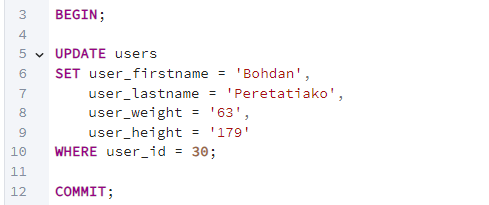 3 BEGIN;
4
5 UPDATE users
6 SET user_firstname = 'Bohdan',
7     user_lastname = 'Peretatiako',
8     user_weight = '63',
9     user_height = '179'
10 WHERE user_id = 30;
11
12 COMMIT;